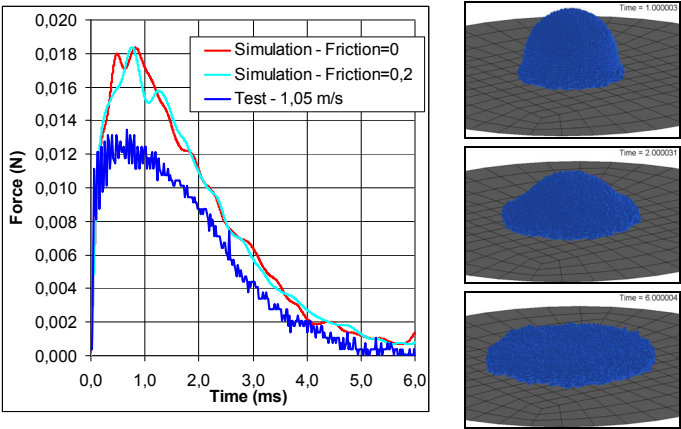 0,020
0,018
0,016
0,014
0,012
0,010
0,008
0,006
0,004
0,002
0,000
Force (N)
Simulation - Friction=0
Simulation - Friction=0,2
Test - 1,05 m/s
0,0 1,0 2,0 3,0 4,0 5,0 6,0
Time (ms)
Time = 1.000003
Time = 2.000031
Time = 6.000004